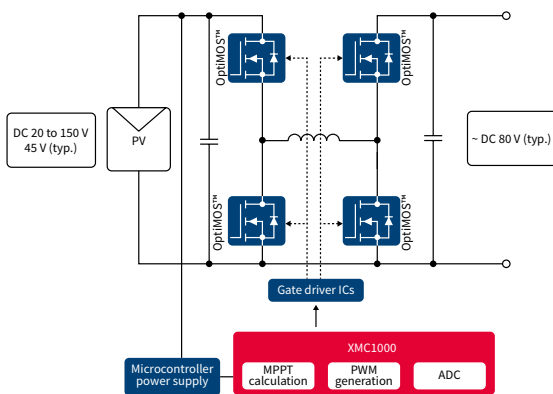 OptiMOS™
OptiMOS™
DC 20 to 150 V
45 V (typ.)
PV
~ DC 80 V (typ.)
OptiMOS™
OptiMOS™
Gate driver ICs
XMC1000
Microcontroller
power supply
MPPT
calculation
PWM
generation
ADC